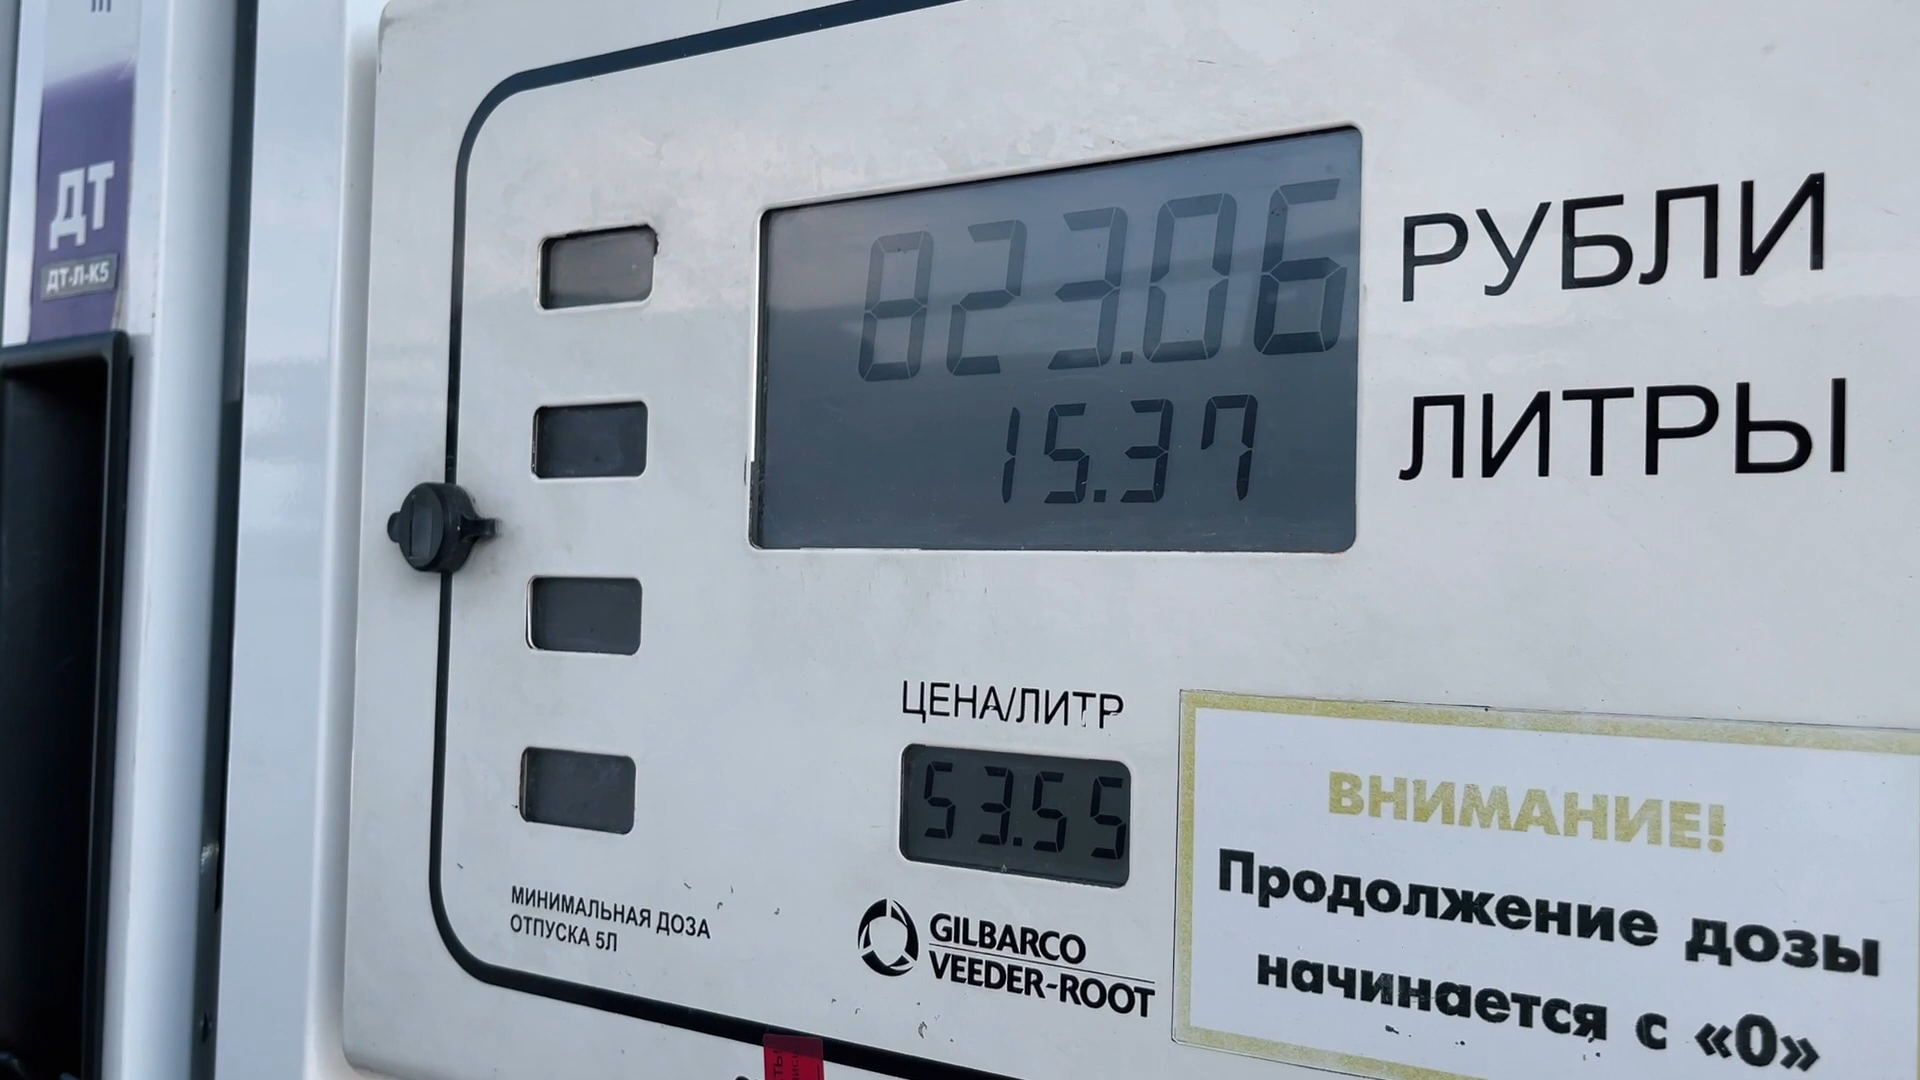 ДТ
ДТ-Л-К5
823.06 РУБЛИ
15.37 ЛИТРЫ
ЦЕНА/ЛИТР
53.55
МИНИМАЛЬНАЯ ДОЗА
ОТПУСКА 5Л
GILBARCO
VEEDER-ROOT
ВНИМАНИЕ!
Продолжение дозы
начинается с «0»